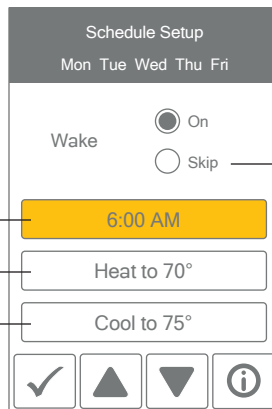 Schedule Setup
Mon Tue Wed Thu Fri
Wake
On
Skip
6:00 AM
Heat to 70°
Cool to 75°